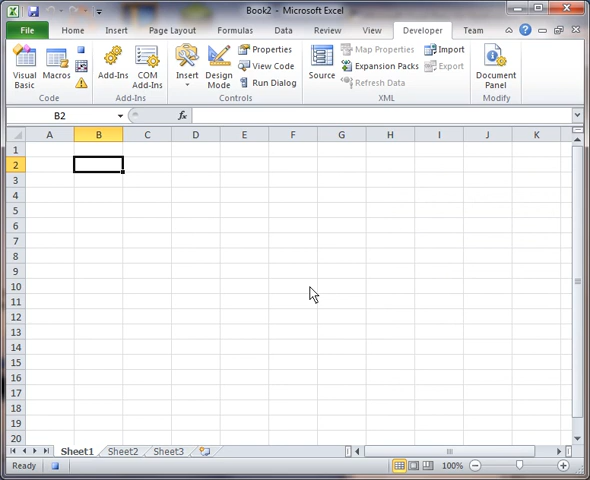 Book2 - Microsoft Excel
File Home Insert Page Layout Formulas Data Review View Developer Team
Visual Basic Macros Add-Ins COM Add-Ins Insert Design Mode Properties View Code Run Dialog Source Map Properties Expansion Packs Refresh Data Import Export Document Panel
Code Add-Ins Controls XML Modify
B2 fx
A B C D E F G H I J K
1
2
3
4
5
6
7
8
9
10
11
12
13
14
15
16
17
18
19
20
Sheet1 Sheet2 Sheet3
Ready 100%